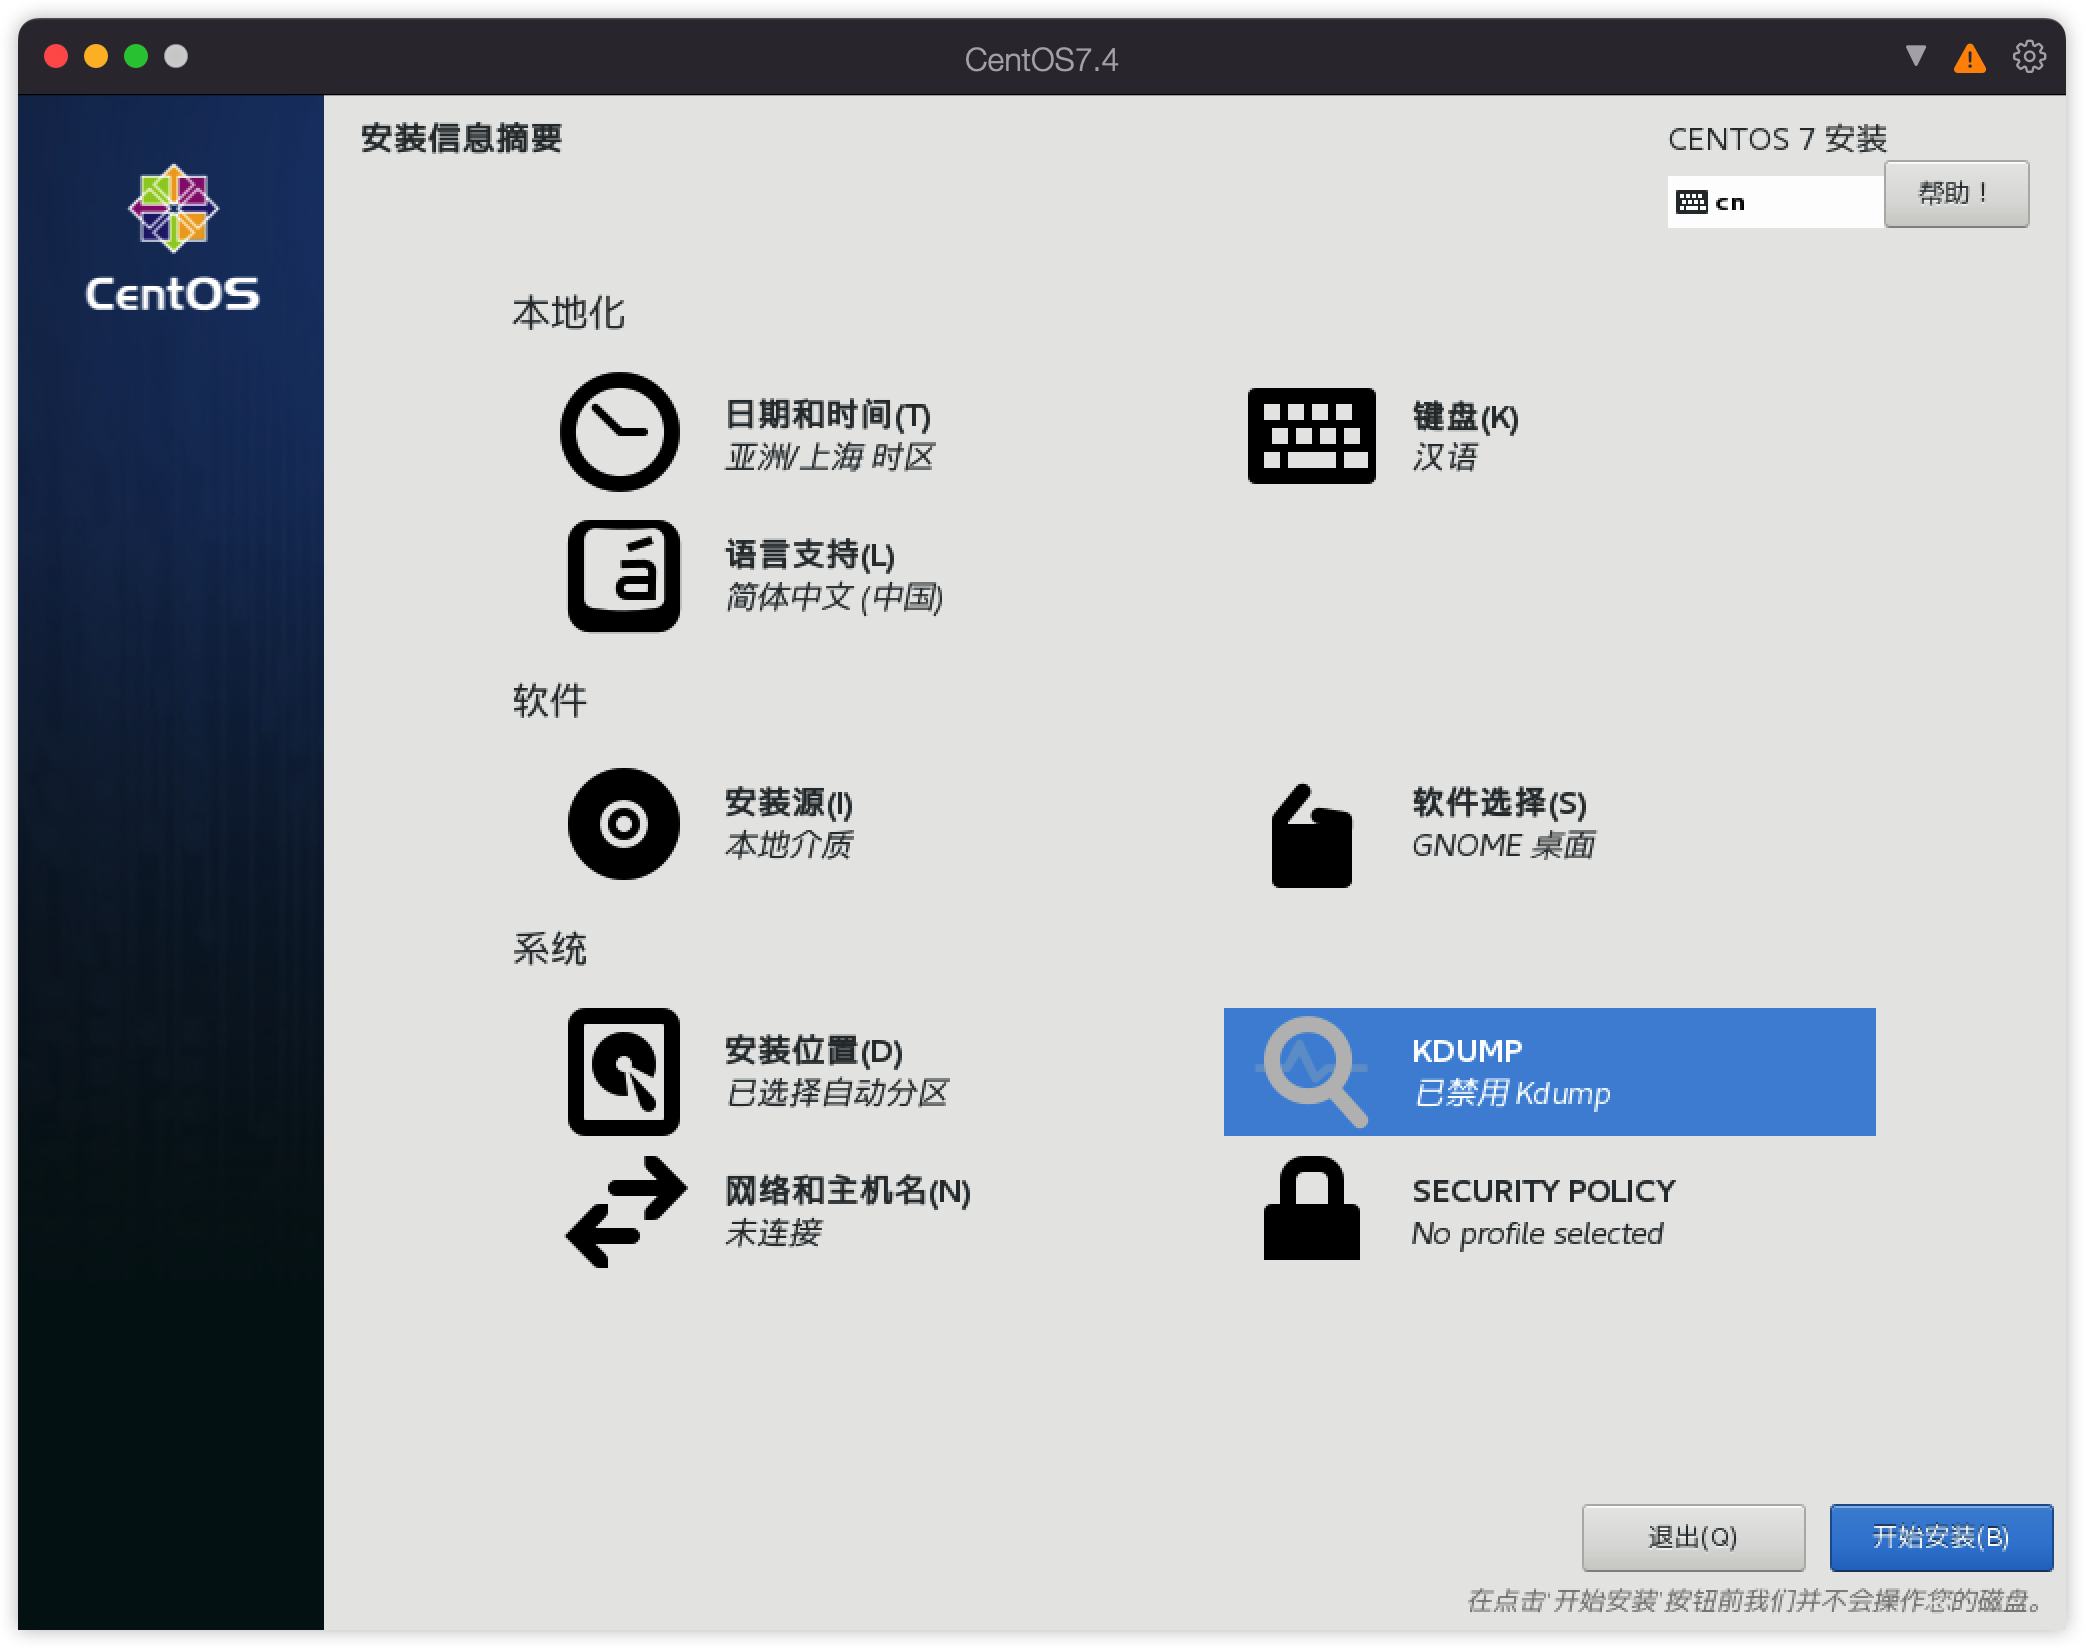 CentOS7.4
安装信息摘要
CENTOS 7 安装
cn
帮助！
CentOS
本地化
日期和时间(T)
亚洲/上海 时区
键盘(K)
汉语
语言支持(L)
简体中文 (中国)
软件
安装源(I)
本地介质
软件选择(S)
GNOME 桌面
系统
安装位置(D)
已选择自动分区
KDUMP
已禁用 Kdump
网络和主机名(N)
未连接
SECURITY POLICY
No profile selected
退出(Q)
开始安装(B)
在点击'开始安装'按钮前我们并不会操作您的磁盘。